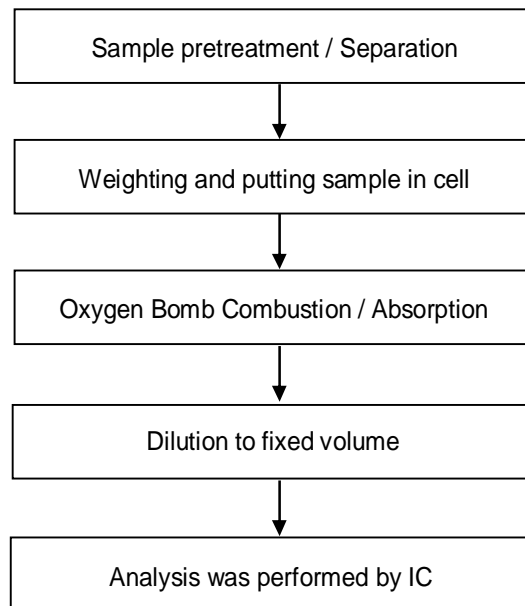 Sample pretreatment / Separation
Weighting and putting sample in cell
Oxygen Bomb Combustion / Absorption
Dilution to fixed volume
Analysis was performed by IC